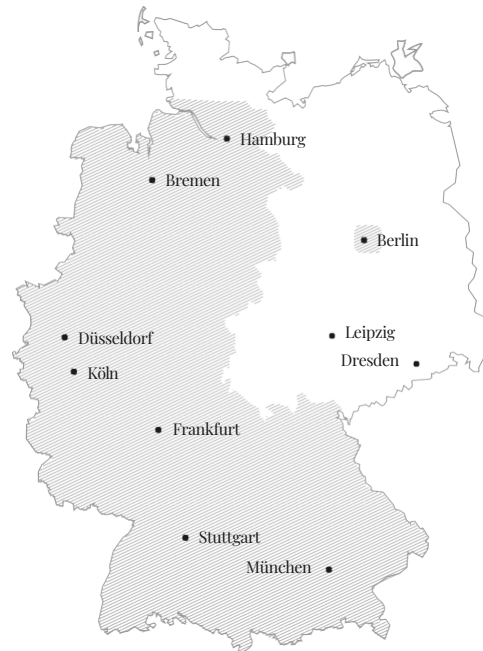 Hamburg
Bremen
Berlin
Düsseldorf
Leipzig
Dresden
Köln
Frankfurt
Stuttgart
München